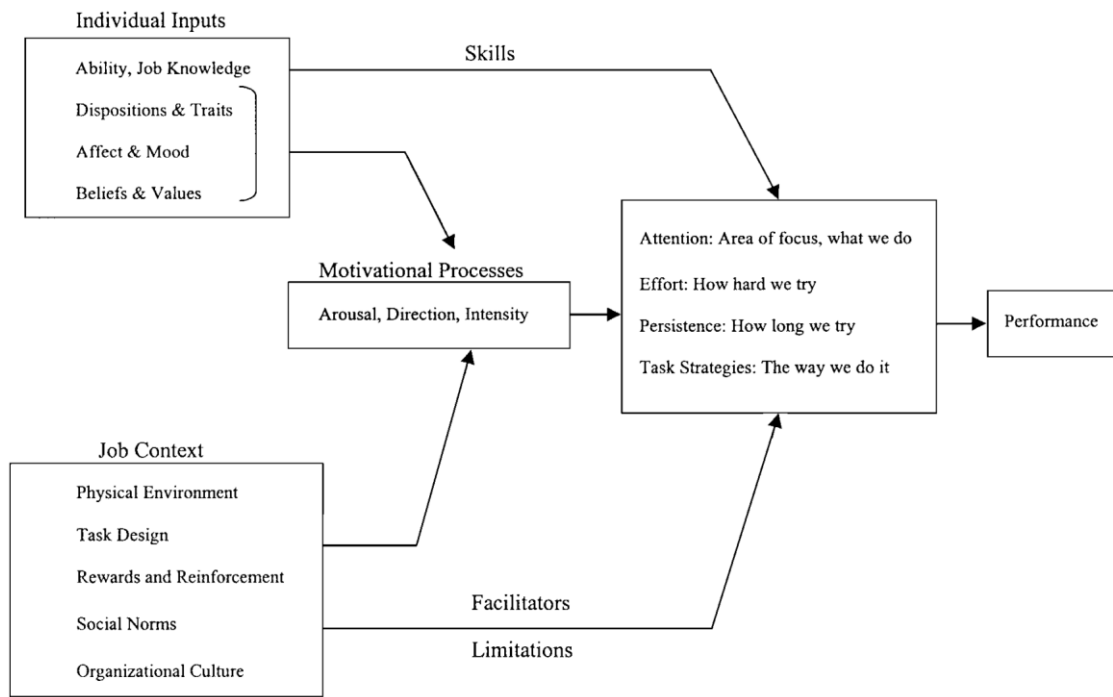 Individual Inputs
Ability, Job Knowledge
Dispositions & Traits
Affect & Mood
Beliefs & Values
Skills
Motivational Processes
Arousal, Direction, Intensity
Attention: Area of focus, what we do
Effort: How hard we try
Persistence: How long we try
Task Strategies: The way we do it
Performance
Job Context
Physical Environment
Task Design
Rewards and Reinforcement
Social Norms
Organizational Culture
Facilitators
Limitations